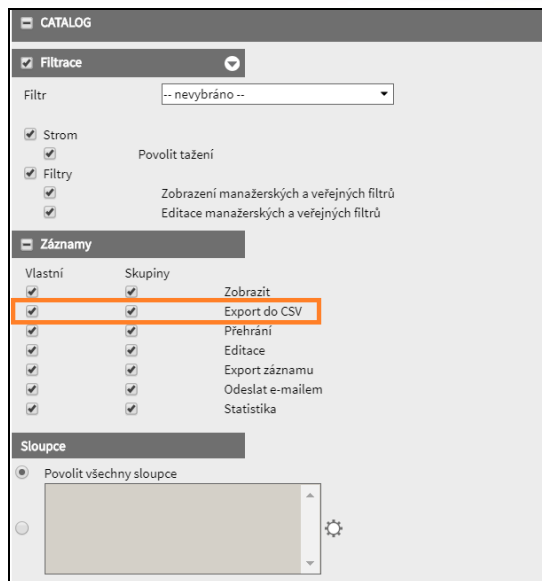 CATALOG
Filtrace
Filtr -- nevybráno --
Strom
Povolit tažení
Filtry
Zobrazení manažerských a veřejných filtrů
Editace manažerských a veřejných filtrů
Záznamy
Vlastní Skupiny
Zobrazit
Export do CSV
Přehrání
Editace
Export záznamu
Odeslat e-mailem
Statistika
Sloupce
Povolit všechny sloupce